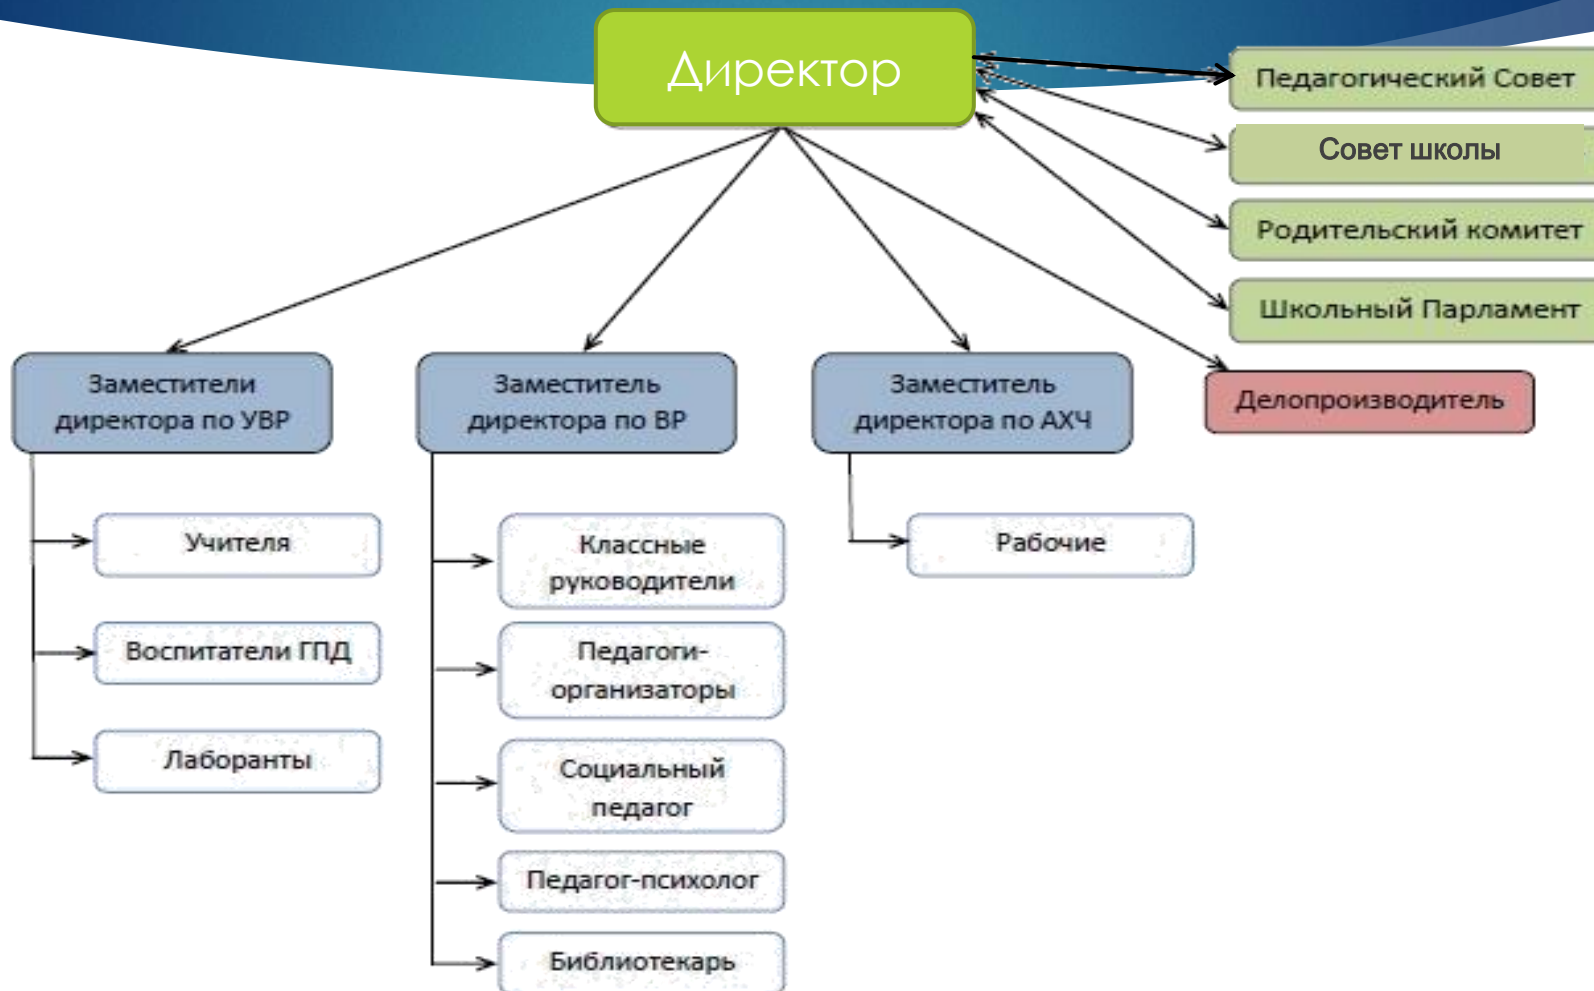 Директор
Педагогический Совет
Совет школы
Родительский комитет
Школьный Парламент
Заместители
директора по УВР
Заместитель
директора по ВР
Заместитель
директора по АХЧ
Делопроизводитель
Учителя
Воспитатели ГПД
Лаборанты
Классные
руководители
Педагоги-
организаторы
Социальный
педагог
Педагог-психолог
Библиотекарь
Рабочие